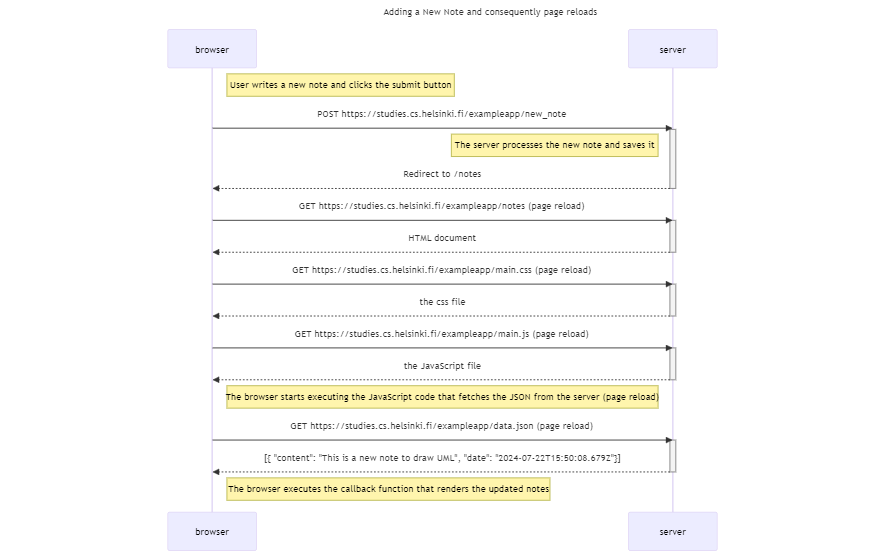 Adding a New Note and consequently page reloads
browser
server
User writes a new note and clicks the submit button
POST https://studies.cs.helsinki.fi/exampleapp/new_note
The server processes the new note and saves it
Redirect to /notes
GET https://studies.cs.helsinki.fi/exampleapp/notes (page reload)
HTML document
GET https://studies.cs.helsinki.fi/exampleapp/main.css (page reload)
the css file
GET https://studies.cs.helsinki.fi/exampleapp/main.js (page reload)
the JavaScript file
The browser starts executing the JavaScript code that fetches the JSON from the server (page reload)
GET https://studies.cs.helsinki.fi/exampleapp/data.json (page reload)
[{ "content": "This is a new note to draw UML", "date": "2024-07-22T15:50:08.679Z"}]
The browser executes the callback function that renders the updated notes
browser
server